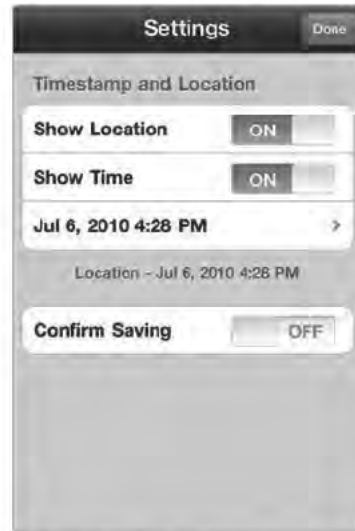 Settings
Done
Timestamp and Location
Show Location ON
Show Time ON
Jul 6, 2010 4:28 PM >
Location - Jul 6, 2010 4:28 PM
Confirm Saving OFF